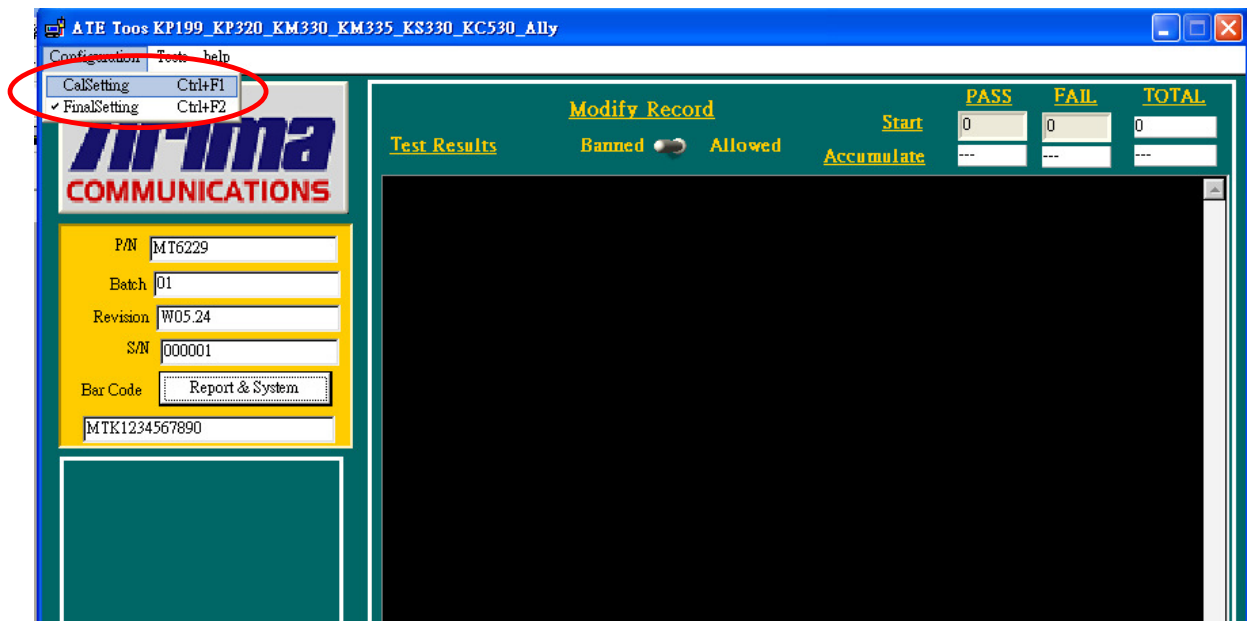 ATE Toos KP199_KP320_KM330_KM335_KS330_KC530_Ally
Configuration Tests help
CalSetting Ctrl+F1
✓ FinalSetting Ctrl+F2
Arima
COMMUNICATIONS
Modify Record
PASS FAIL TOTAL
Start 0 0 0
Test Results Banned Allowed
Accumulate --- --- ---
P/N MT6229
Batch 01
Revision W05.24
S/N 000001
Bar Code Report & System
MTK1234567890